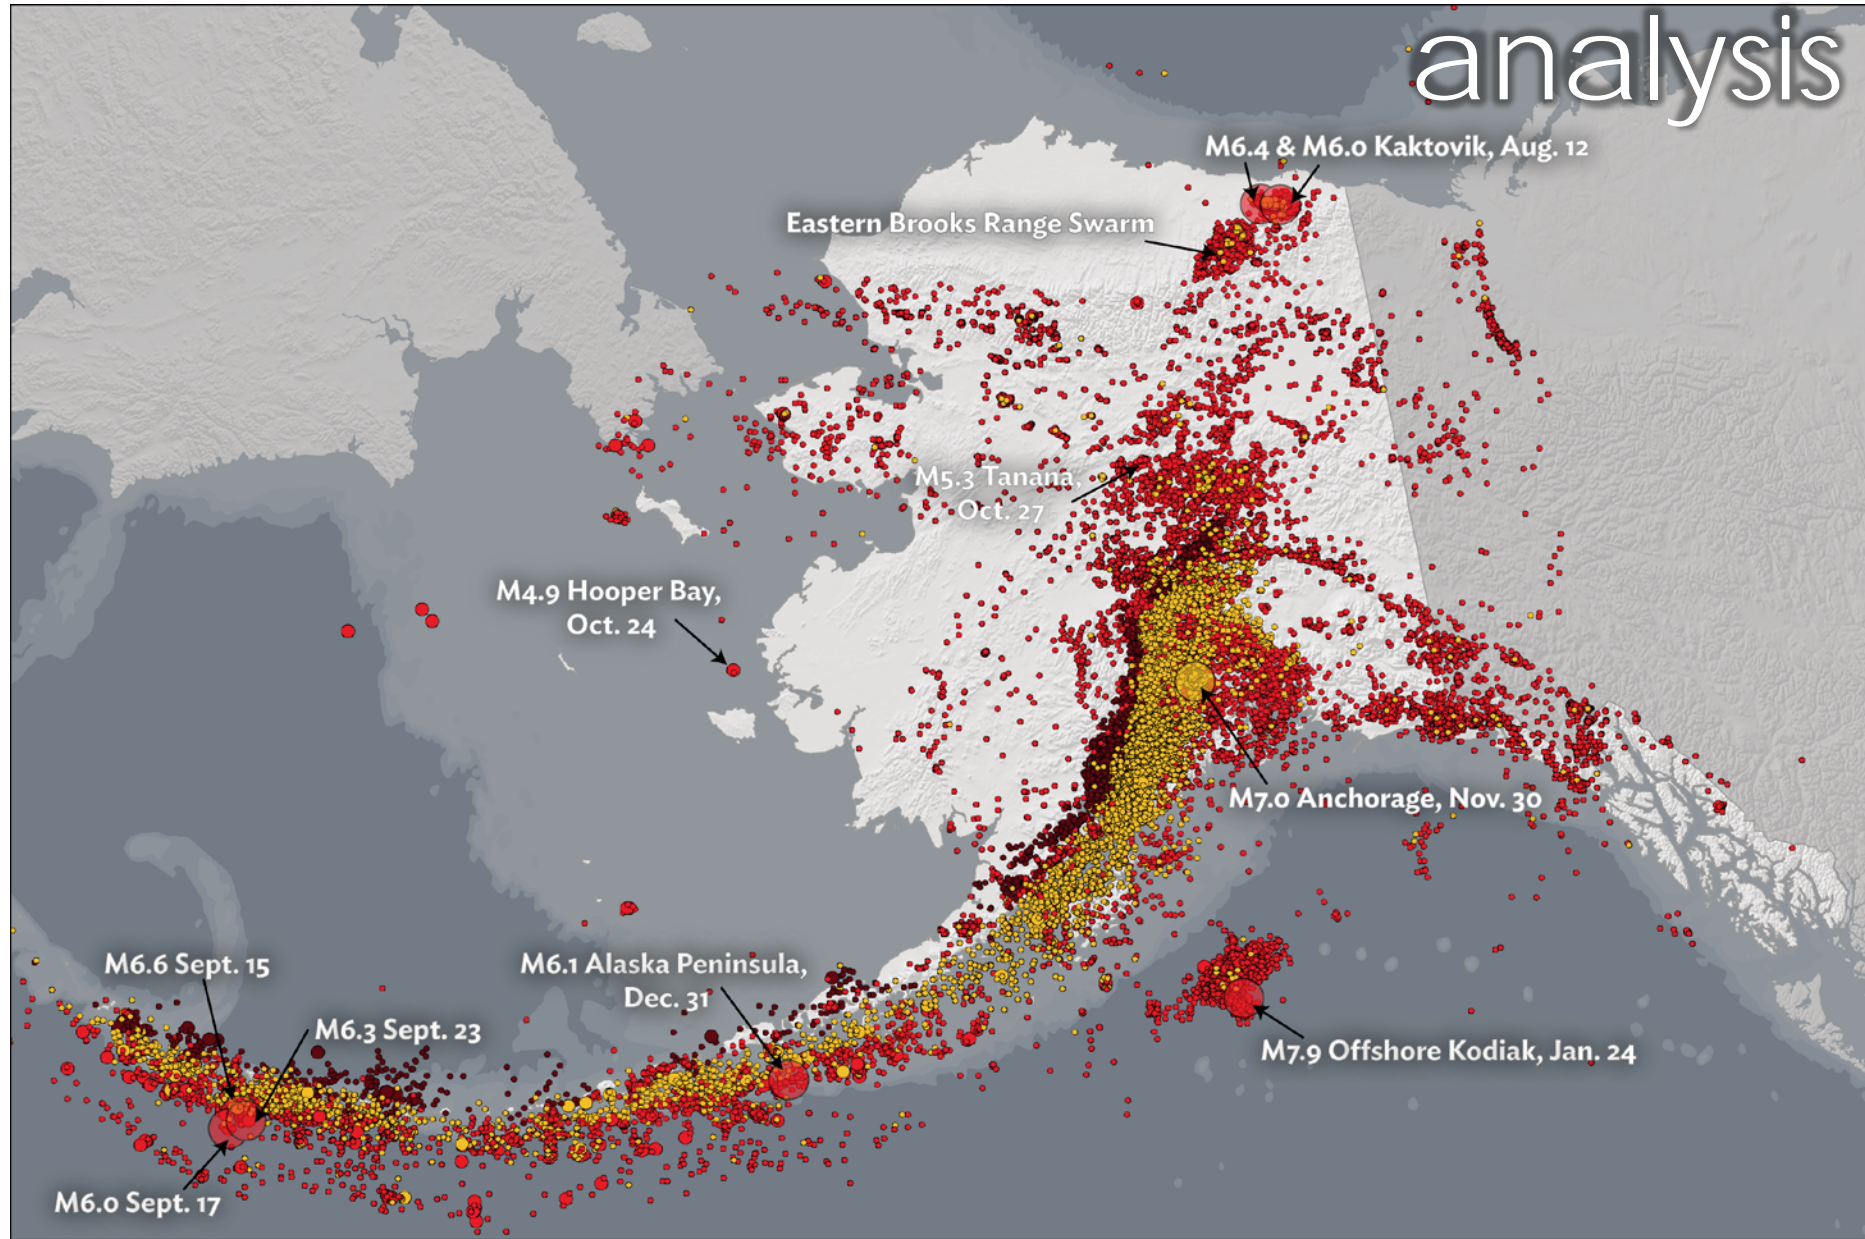 analysis
M6.4 & M6.0 Kaktovik, Aug. 12
Eastern Brooks Range Swarm
M5.3 Tanana,
Oct. 27
M4.9 Hooper Bay,
Oct. 24
M7.0 Anchorage, Nov. 30
M6.6 Sept. 15
M6.1 Alaska Peninsula,
Dec. 31
M6.3 Sept. 23
M7.9 Offshore Kodiak, Jan. 24
M6.0 Sept. 17